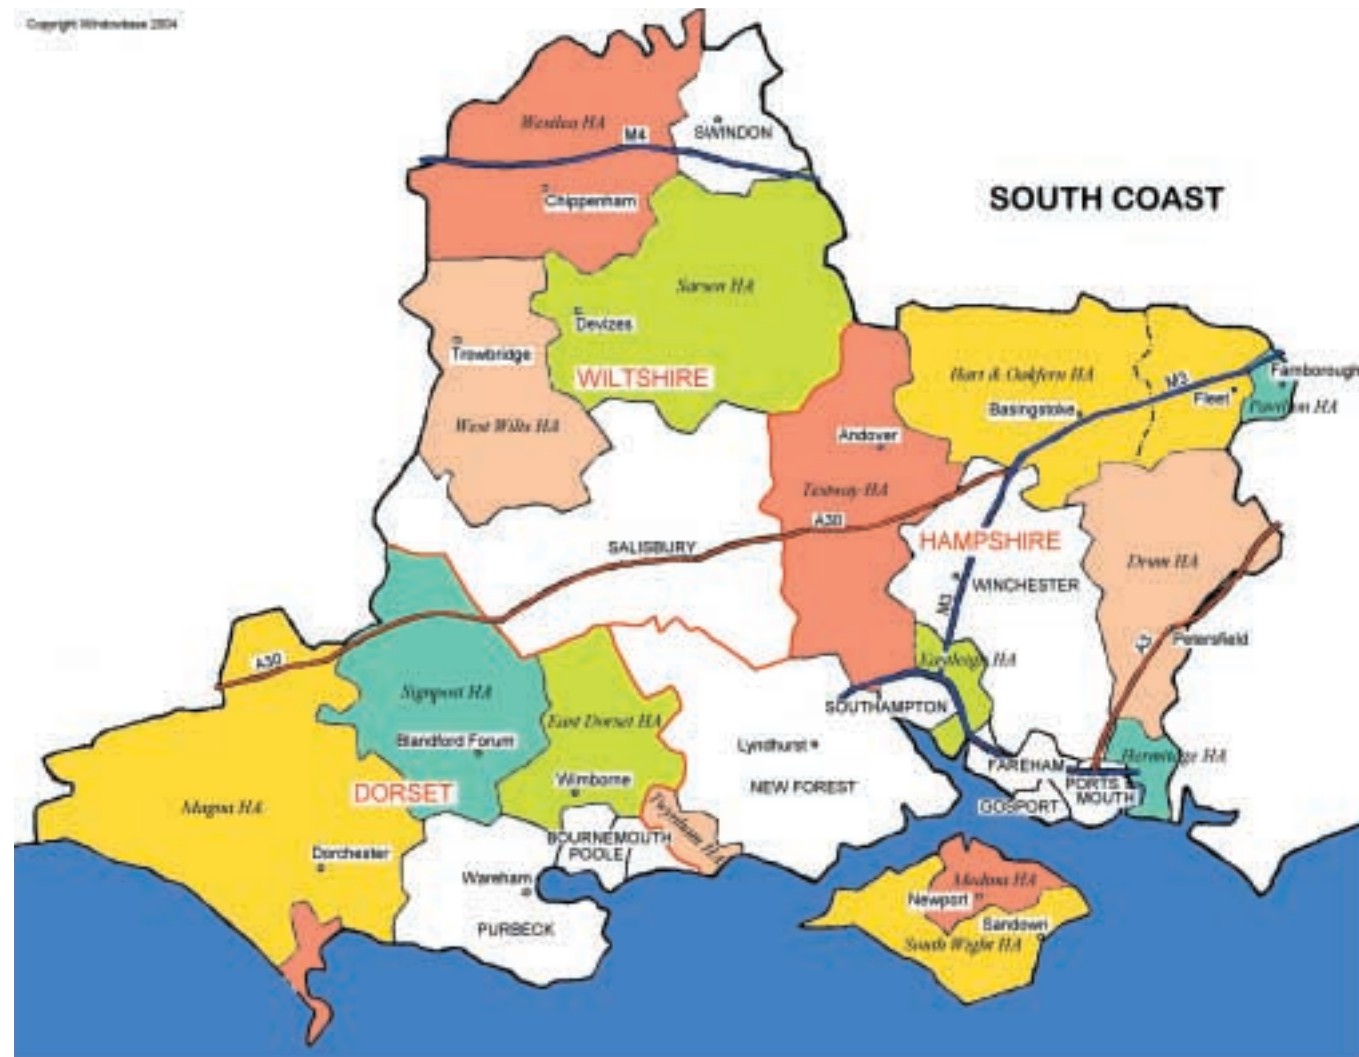 Copyright Windowbase 2004
SOUTH COAST
Westlea HA
M4
SWINDON
Chippenham
Sarsen HA
Devizes
Trowbridge
WILTSHIRE
West Wilts HA
Hart & Oakfern HA
M3
Farnborough
Fleet
Pavilion HA
Basingstoke
Andover
Testway HA
A30
SALISBURY
HAMPSHIRE
Drum HA
WINCHESTER
M3
A3
Petersfield
Eastleigh HA
A30
Signpost HA
SOUTHAMPTON
East Dorset HA
Blandford Forum
Lyndhurst
Hermitage HA
FAREHAM
Wimborne
NEW FOREST
PORTS
MOUTH
DORSET
Magna HA
GOSPORT
Twynham HA
BOURNEMOUTH
POOLE
Dorchester
Wareham
Medina HA
Newport
PURBECK
Sandown
South Wight HA